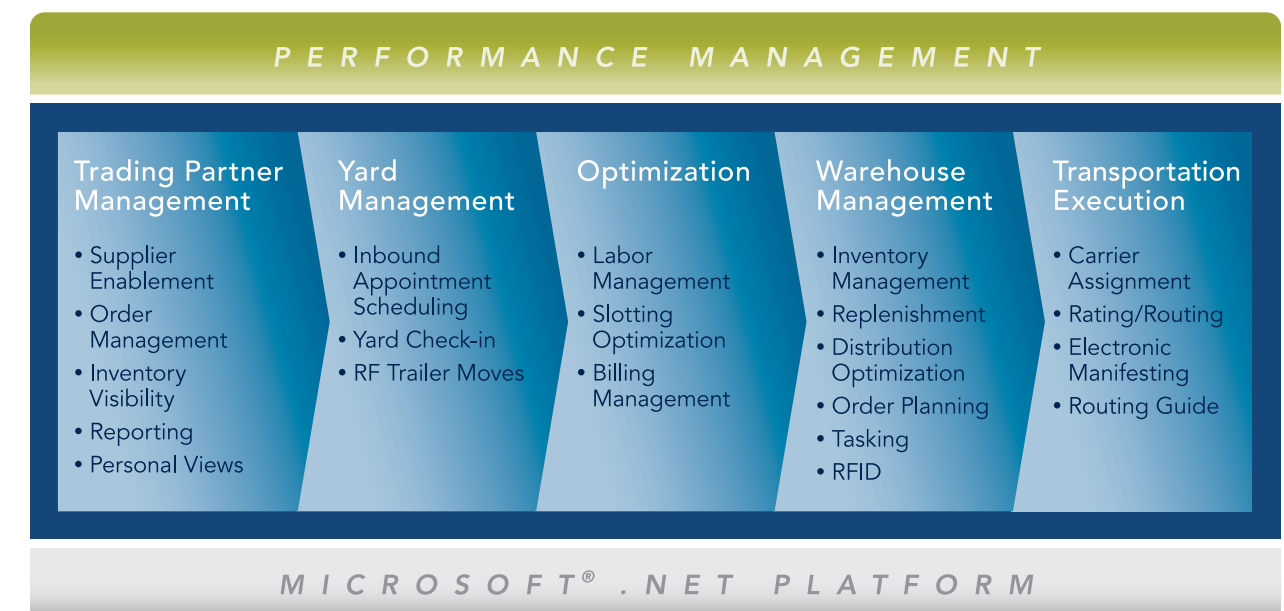 PERFORMANCE MANAGEMENT
Trading Partner
Management
• Supplier
Enablement
• Order
Management
• Inventory
Visibility
• Reporting
• Personal Views
Yard
Management
• Inbound
Appointment
Scheduling
• Yard Check-in
• RF Trailer Moves
Optimization
• Labor
Management
• Slotting
Optimization
• Billing
Management
Warehouse
Management
• Inventory
Management
• Replenishment
• Distribution
Optimization
• Order Planning
• Tasking
• RFID
Transportation
Execution
• Carrier
Assignment
• Rating/Routing
• Electronic
Manifesting
• Routing Guide
MICROSOFT® .NET PLATFORM